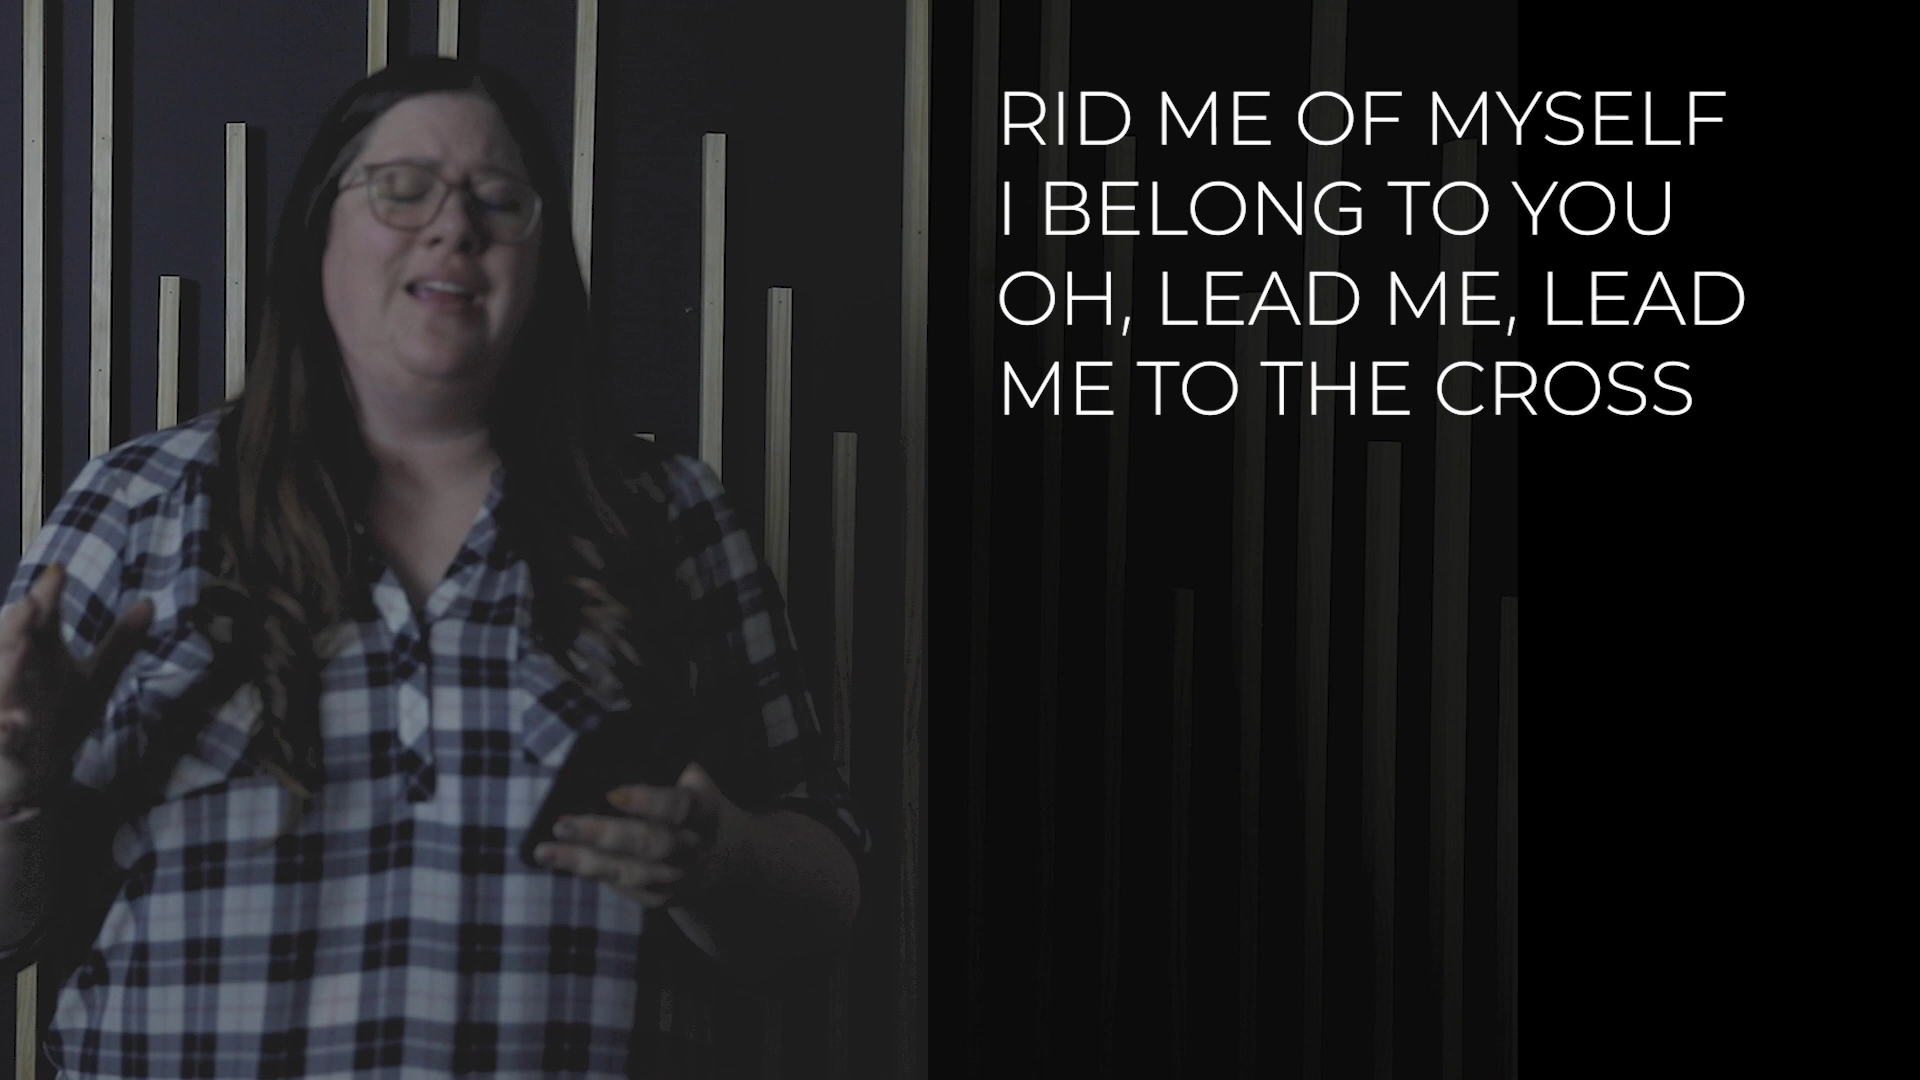 RID ME OF MYSELF
I BELONG TO YOU
OH, LEAD ME, LEAD
ME TO THE CROSS